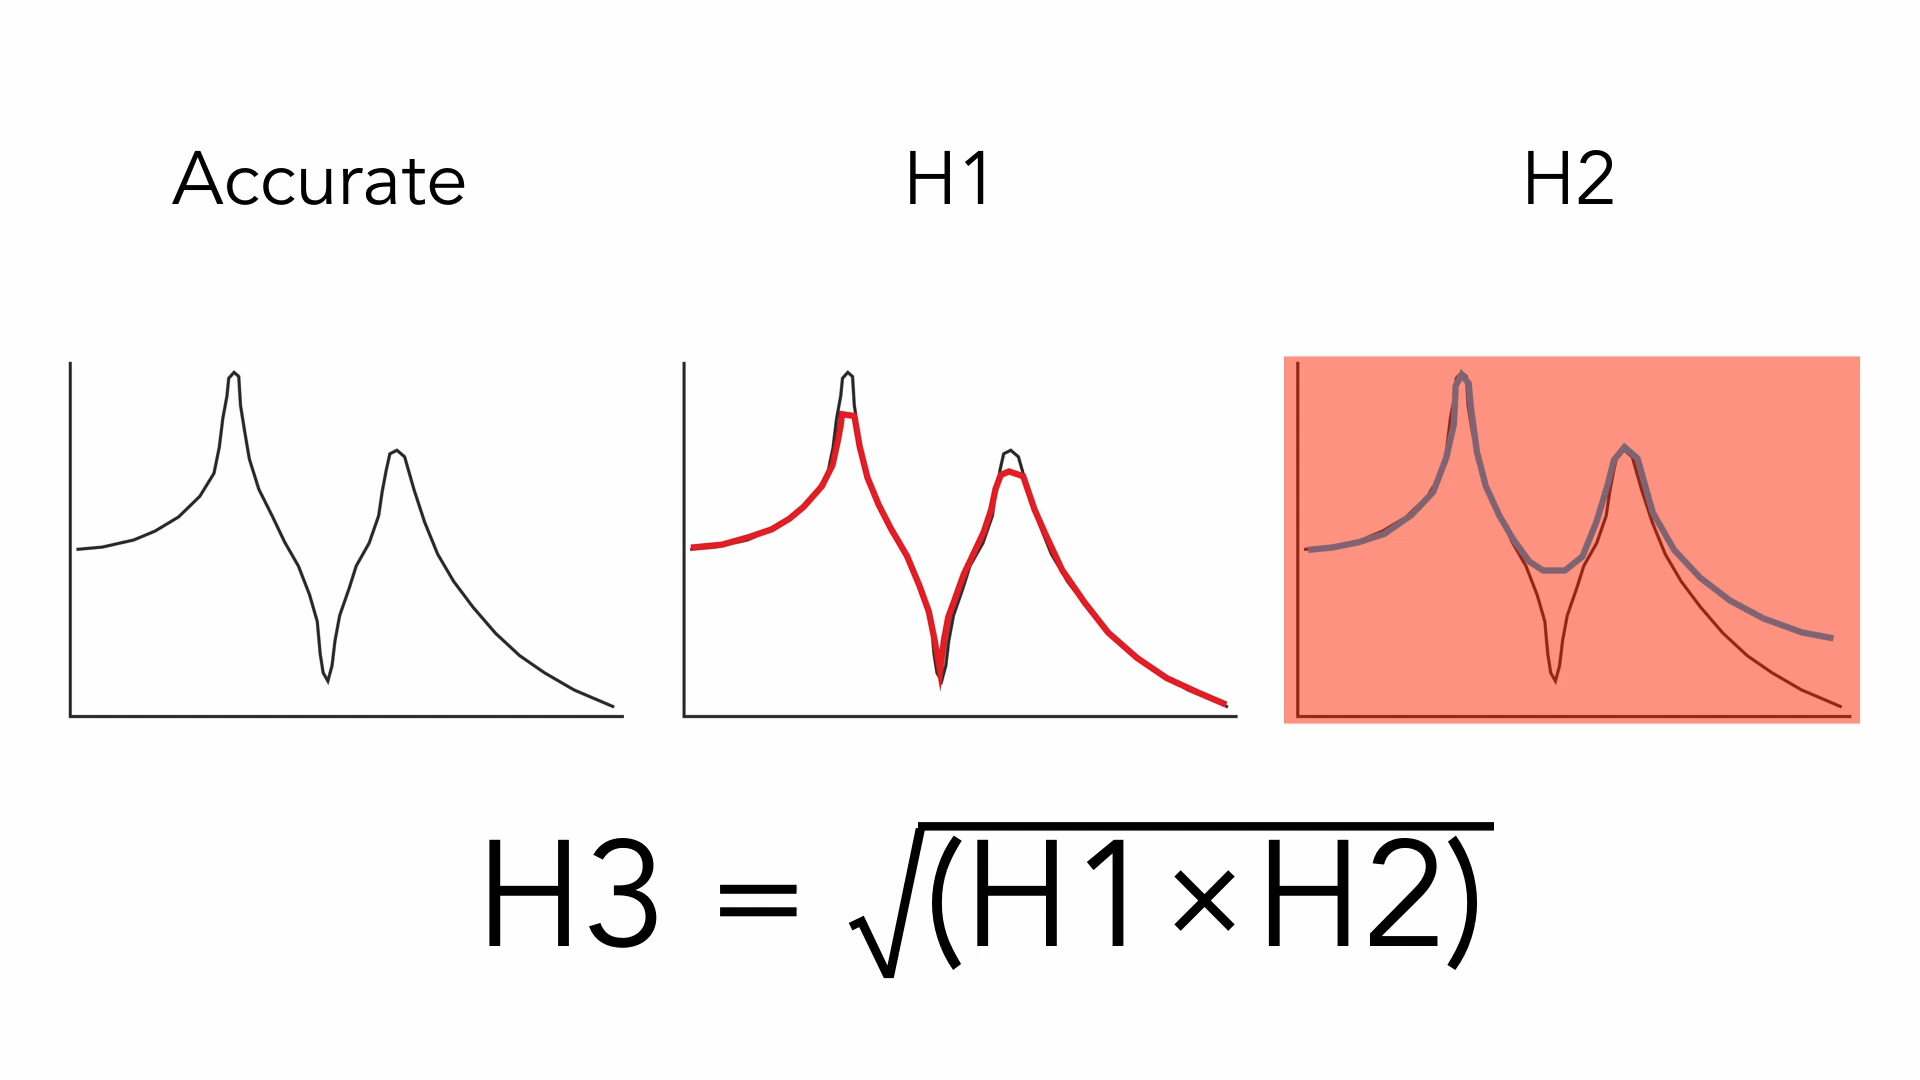 Accurate
H1
H2
H3 = √(H1×H2)